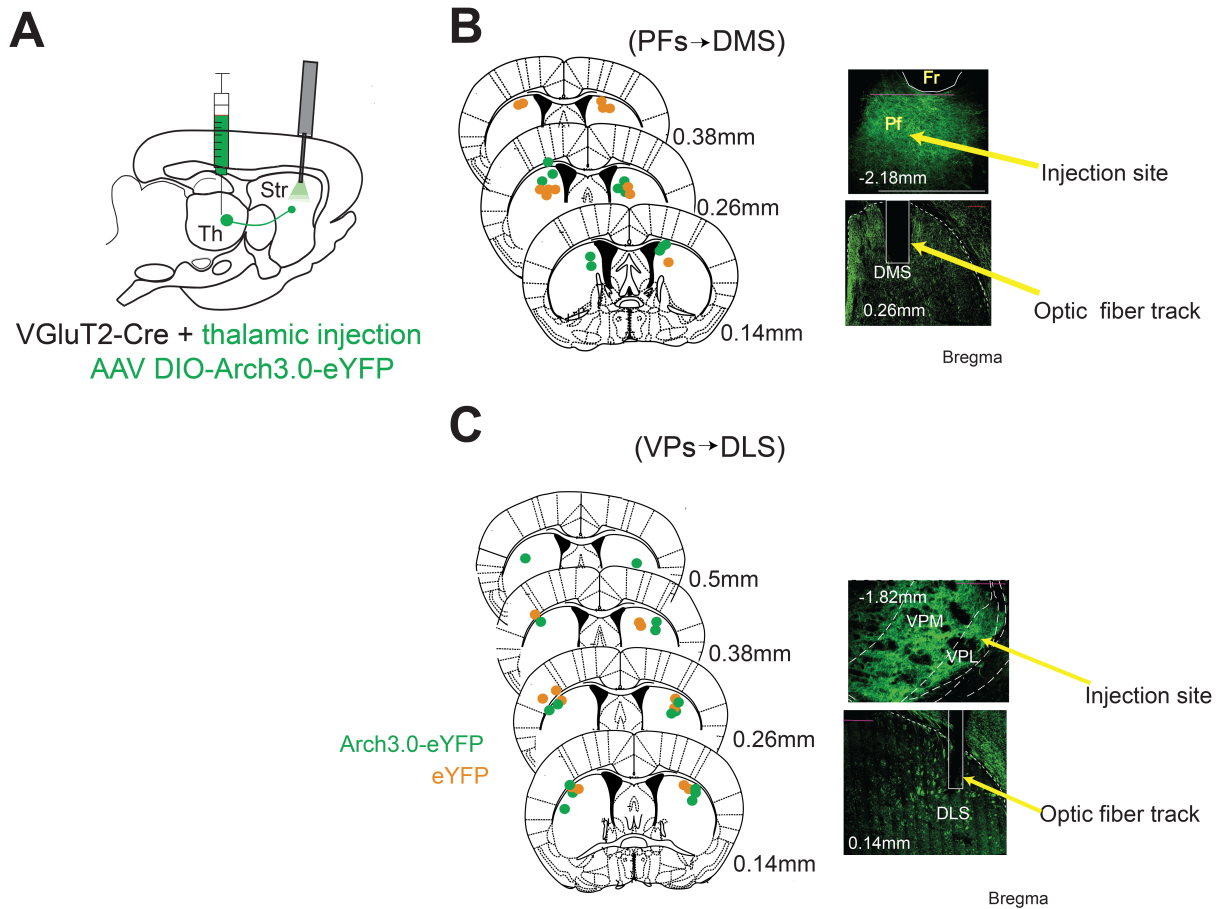 A
Str
Th
VGluT2-Cre + thalamic injection
AAV DIO-Arch3.0-eYFP
B
(PFs→DMS)
0.38mm
0.26mm
0.14mm
Fr
Pf
-2.18mm
Injection site
DMS
0.26mm
Optic fiber track
Bregma
C
(VPs→DLS)
0.5mm
0.38mm
0.26mm
0.14mm
Arch3.0-eYFP
eYFP
-1.82mm
VPM
VPL
Injection site
DLS
0.14mm
Optic fiber track
Bregma